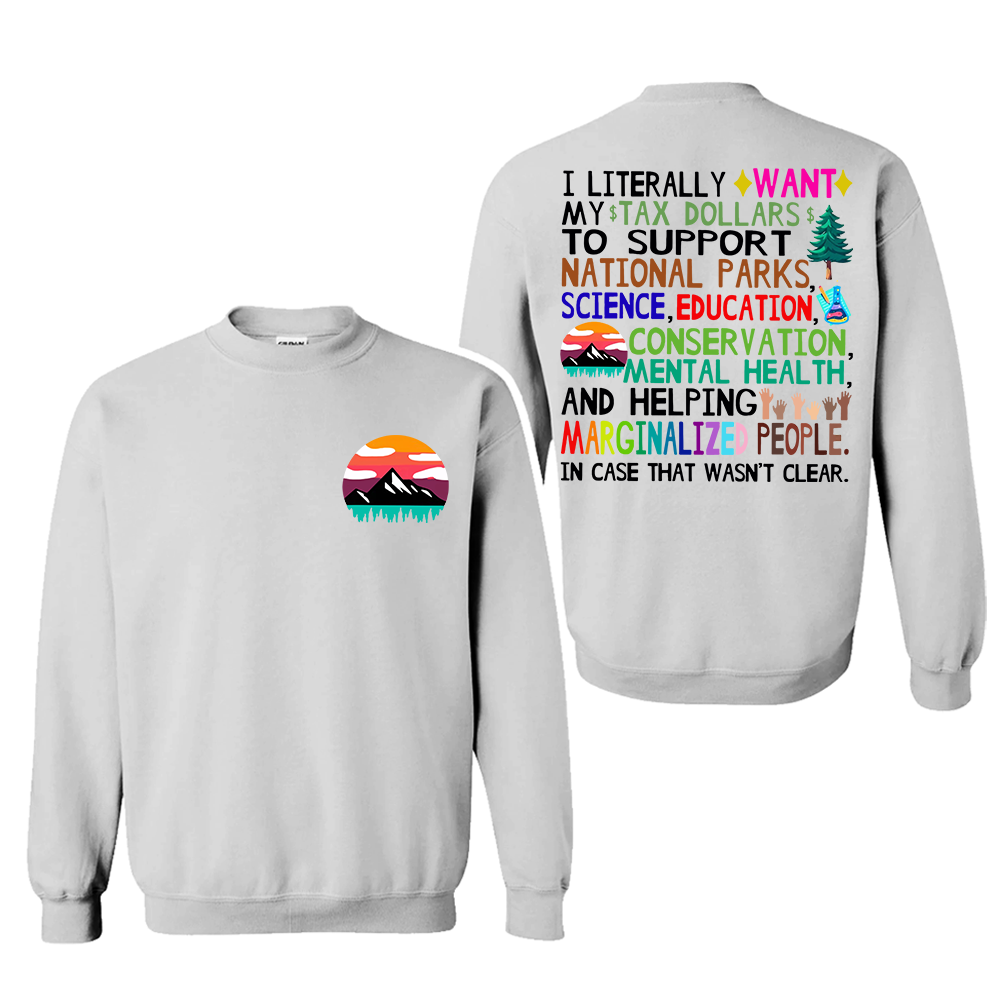 I LITERALLY WANT
MY $TAX DOLLARS$
TO SUPPORT
NATIONAL PARKS,
SCIENCE, EDUCATION,
CONSERVATION,
MENTAL HEALTH,
AND HELPING
MARGINALIZED PEOPLE.
IN CASE THAT WASN'T CLEAR.